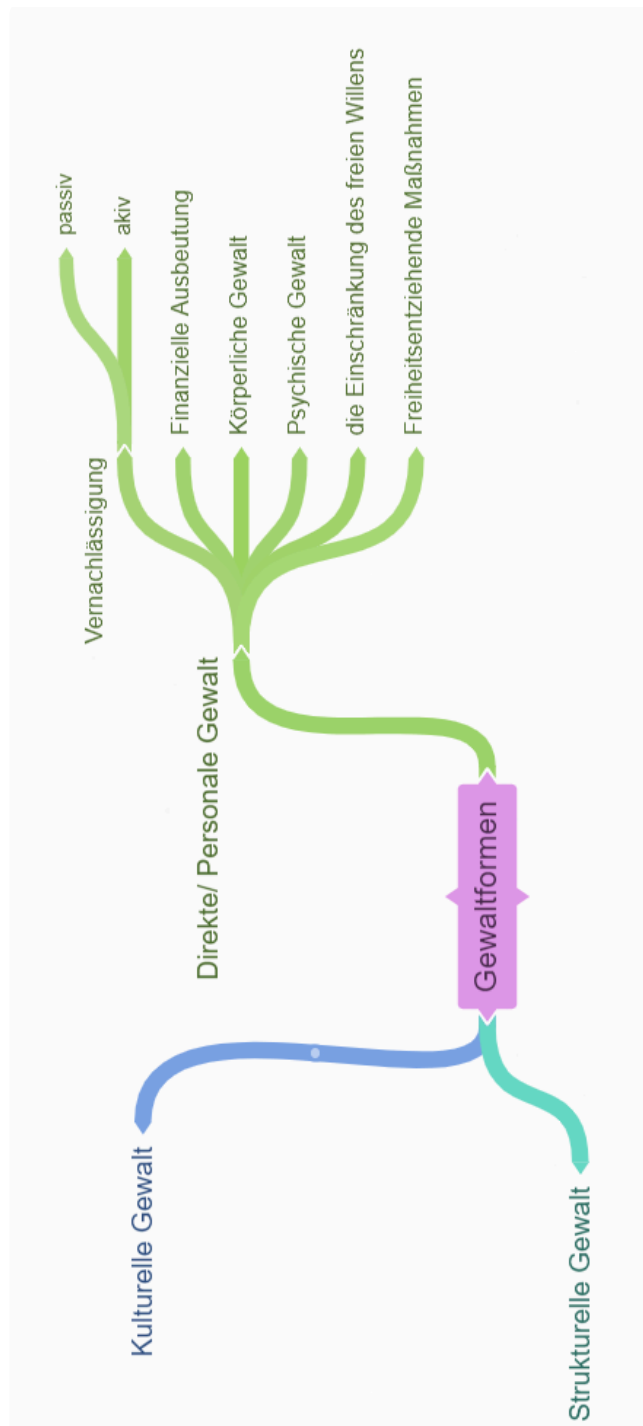 Gewaltformen
Direkte/ Personale Gewalt
Vernachlässigung
passiv
akiv
Finanzielle Ausbeutung
Körperliche Gewalt
Psychische Gewalt
die Einschränkung des freien Willens
Freiheitsentziehende Maßnahmen
Kulturelle Gewalt
Strukturelle Gewalt